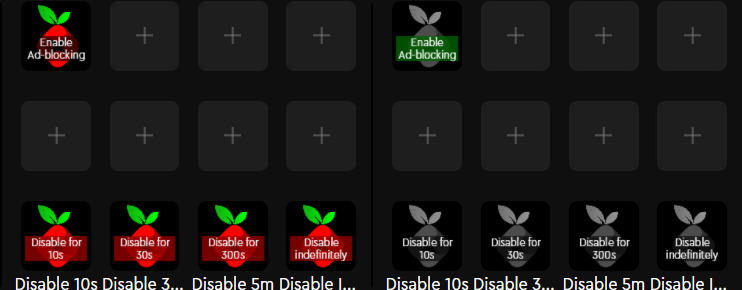 Enable
Ad-blocking
Enable
Ad-blocking
Disable for
10s
Disable for
30s
Disable for
300s
Disable
indefinitely
Disable for
10s
Disable for
30s
Disable for
300s
Disable
indefinitely
Disable 10s Disable 3... Disable 5m Disable I...
Disable 10s Disable 3... Disable 5m Disable I...